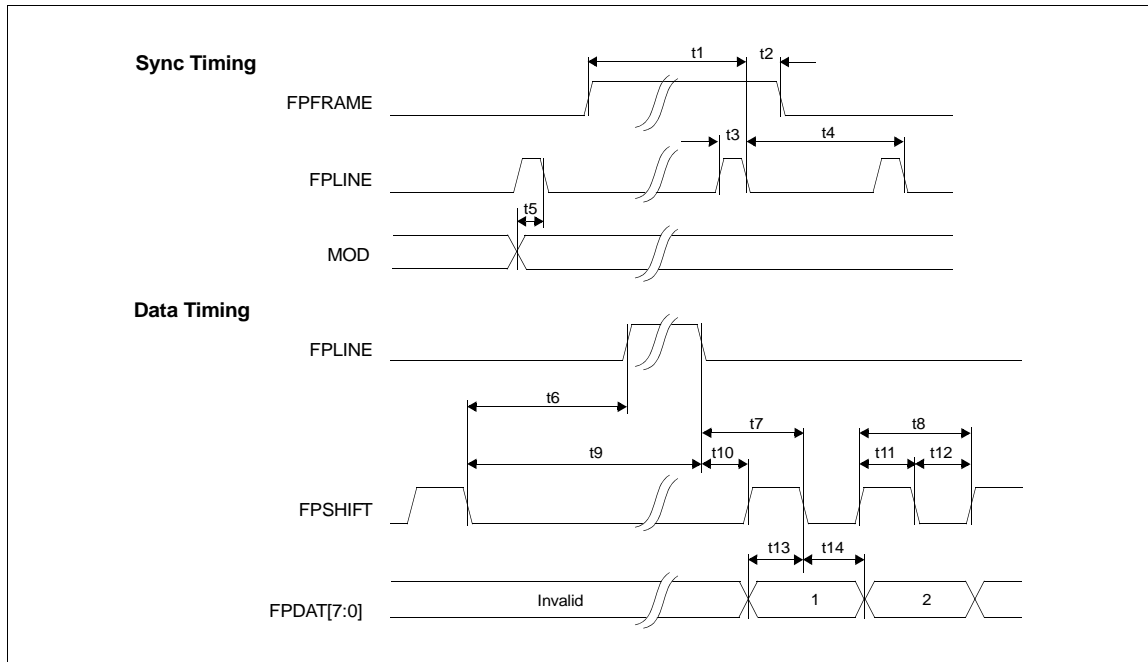 Sync Timing
t1
t2
FPFRAME
t3
t4
FPLINE
t5
MOD
Data Timing
FPLINE
t6
t7
t8
t9
t10
t11
t12
FPSHIFT
t13
t14
FPDAT[7:0]
Invalid
1
2